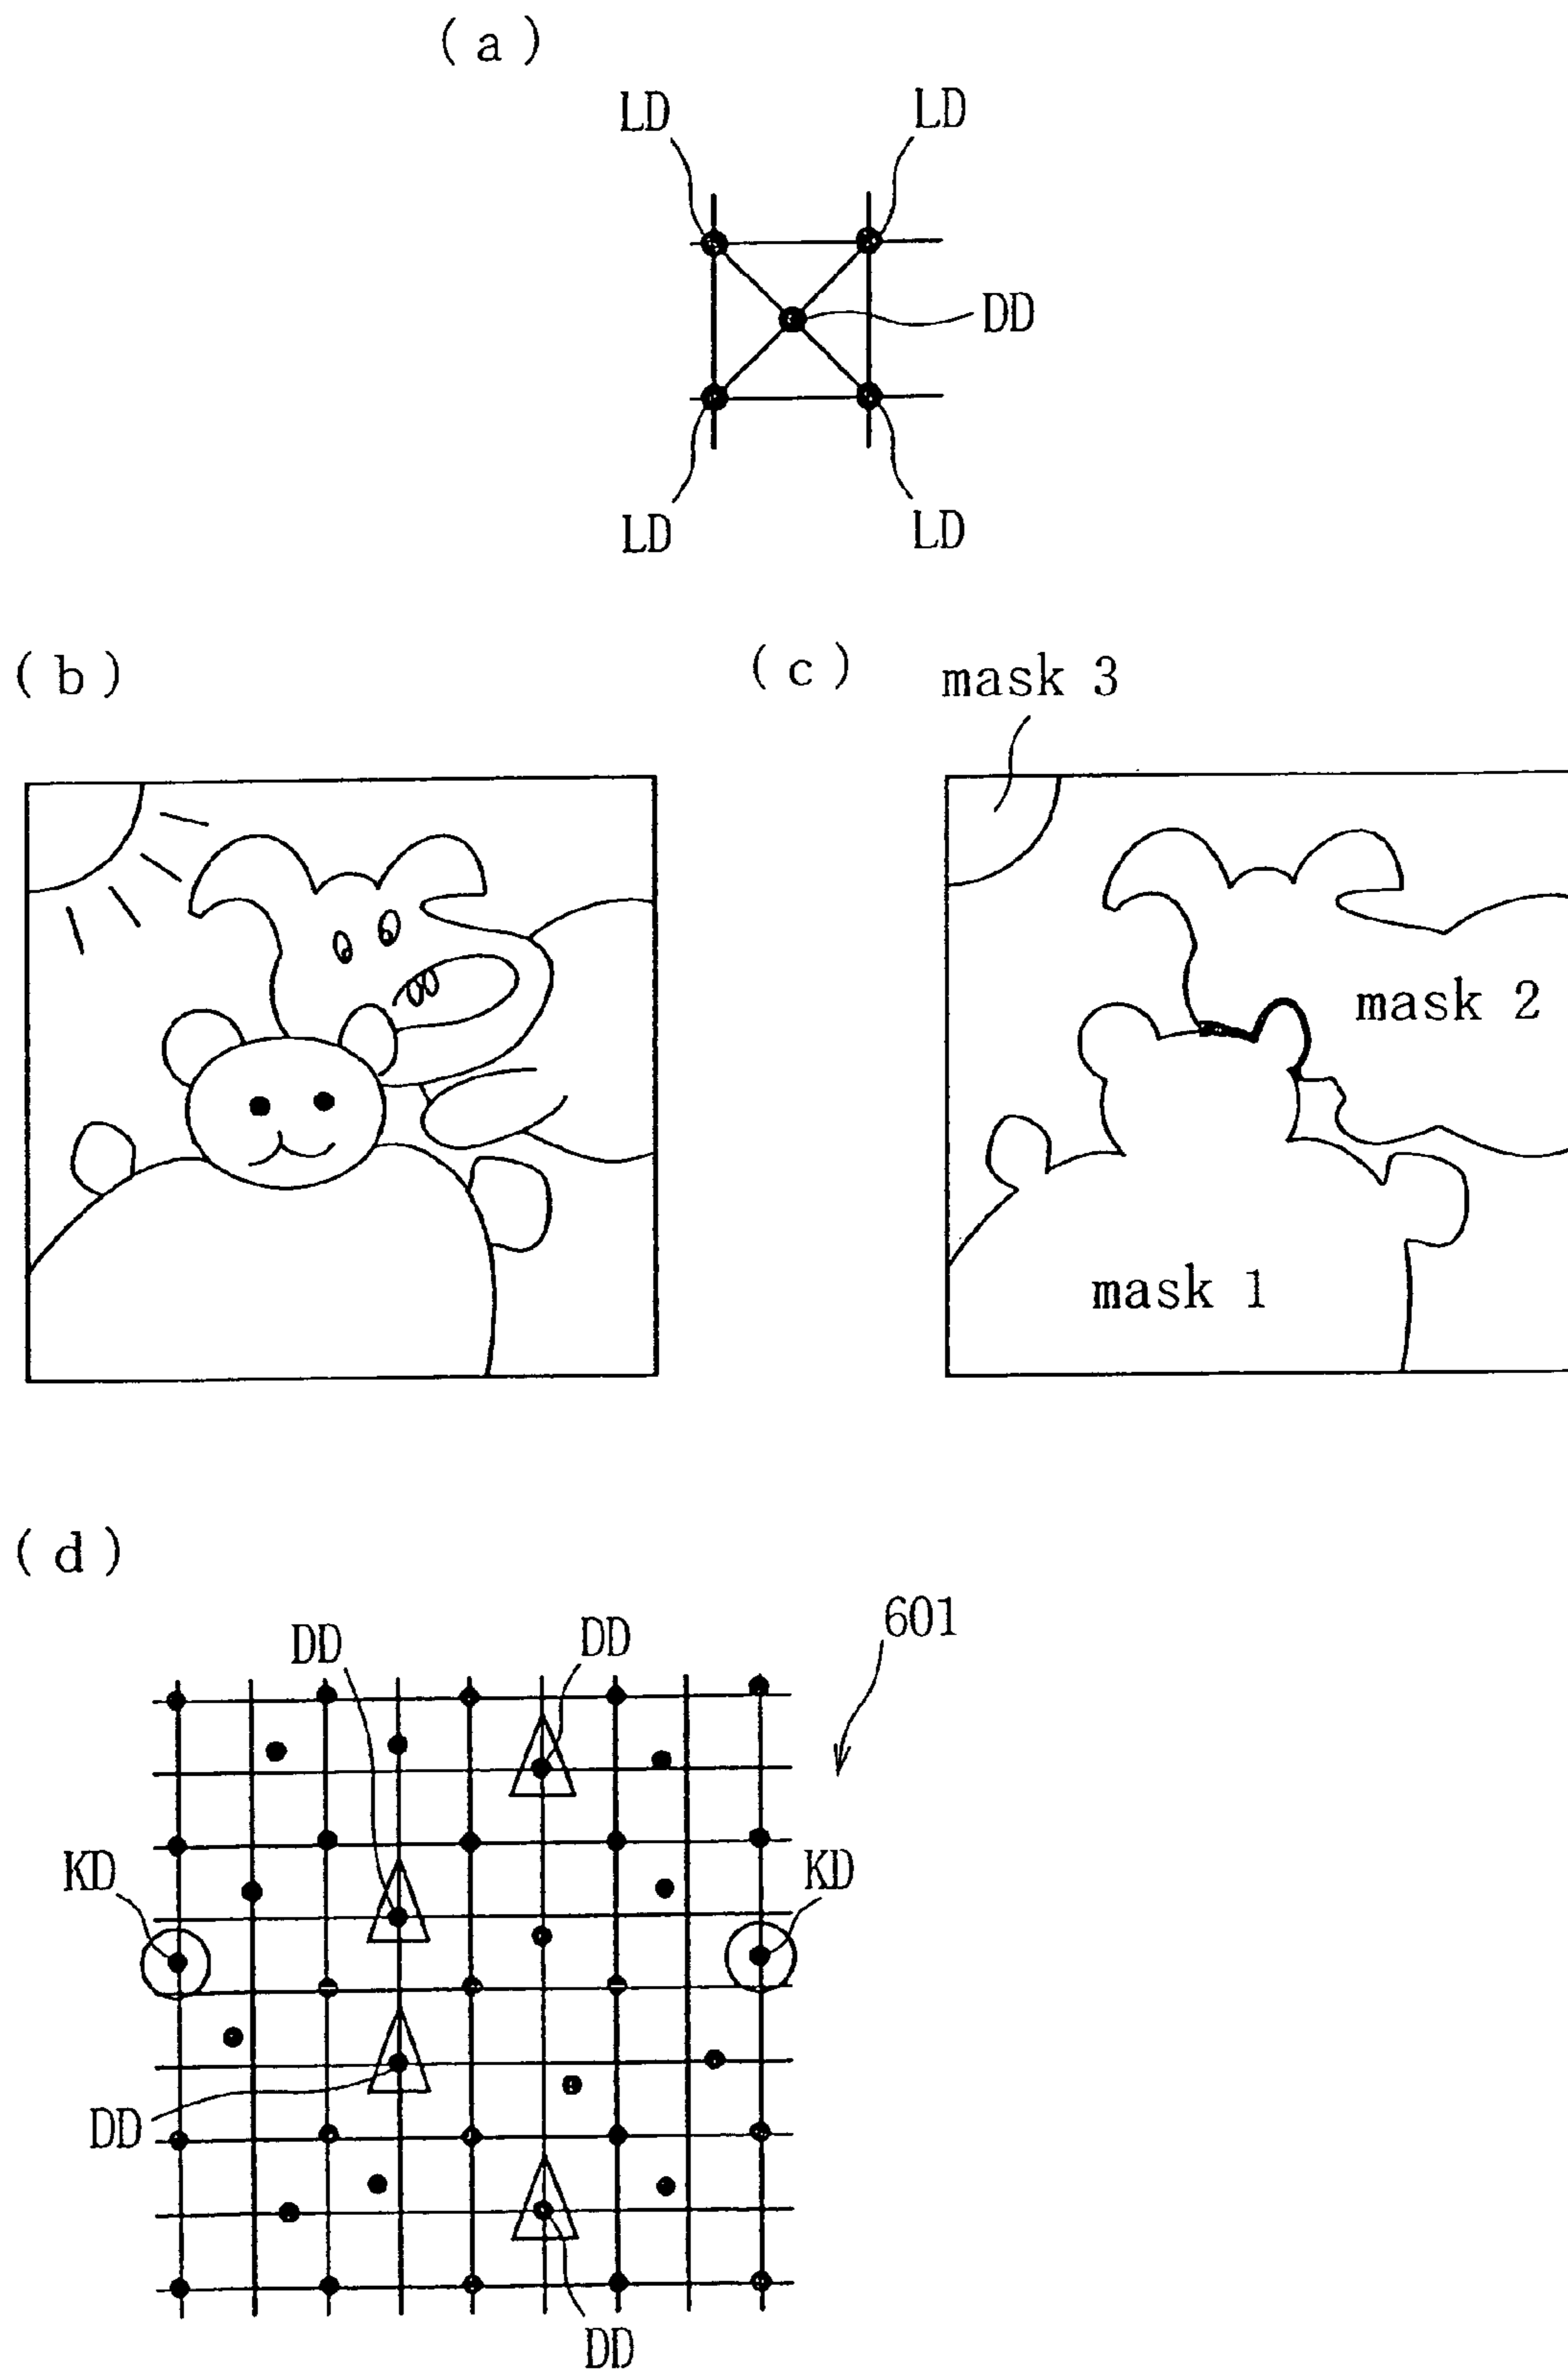 (a)
LD LD
DD
LD LD
(b) (c) mask 3
mask 2
mask 1
(d)
DD DD 601
KD KD
DD
DD